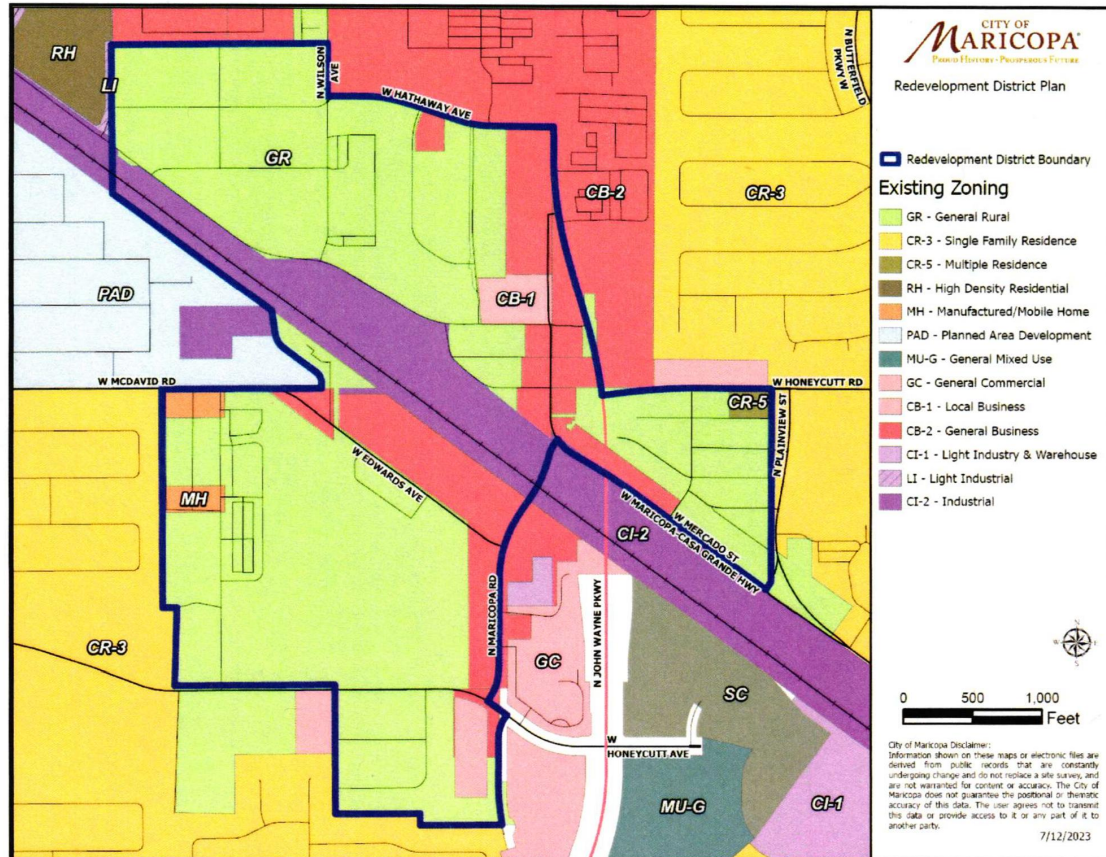 RH
LI
N WILSON
AVE
W HATHAWAY AVE
GR
CB-2
CR-3
N BUTTERFIELD
PKWY W
PAD
CB-1
W MCDAVID RD
W HONEYCUTT RD
CR-5
N PLAINVIEW ST
W EDWARDS AVE
MH
CI-2
W MERCADO ST
W MARICOPA-CASA GRANDE HWY
N MARICOPA RD
N JOHN WAYNE PKWY
CR-3
GC
SC
W
HONEYCUTT AVE
MU-G
CI-1
CITY OF
MARICOPA
PROUD HISTORY • PROSPEROUS FUTURE
Redevelopment District Plan
Redevelopment District Boundary
Existing Zoning
GR - General Rural
CR-3 - Single Family Residence
CR-5 - Multiple Residence
RH - High Density Residential
MH - Manufactured/Mobile Home
PAD - Planned Area Development
MU-G - General Mixed Use
GC - General Commercial
CB-1 - Local Business
CB-2 - General Business
CI-1 - Light Industry & Warehouse
LI - Light Industrial
CI-2 - Industrial
N
W E
S
0 500 1,000
Feet
City of Maricopa Disclaimer:
Information shown on these maps or electronic files are
derived from public records that are constantly
undergoing change and do not replace a site survey, and
are not warranted for content or accuracy. The City of
Maricopa does not guarantee the positional or thematic
accuracy of this data. The user agrees not to transmit
this data or provide access to it or any part of it to
another party.
7/12/2023